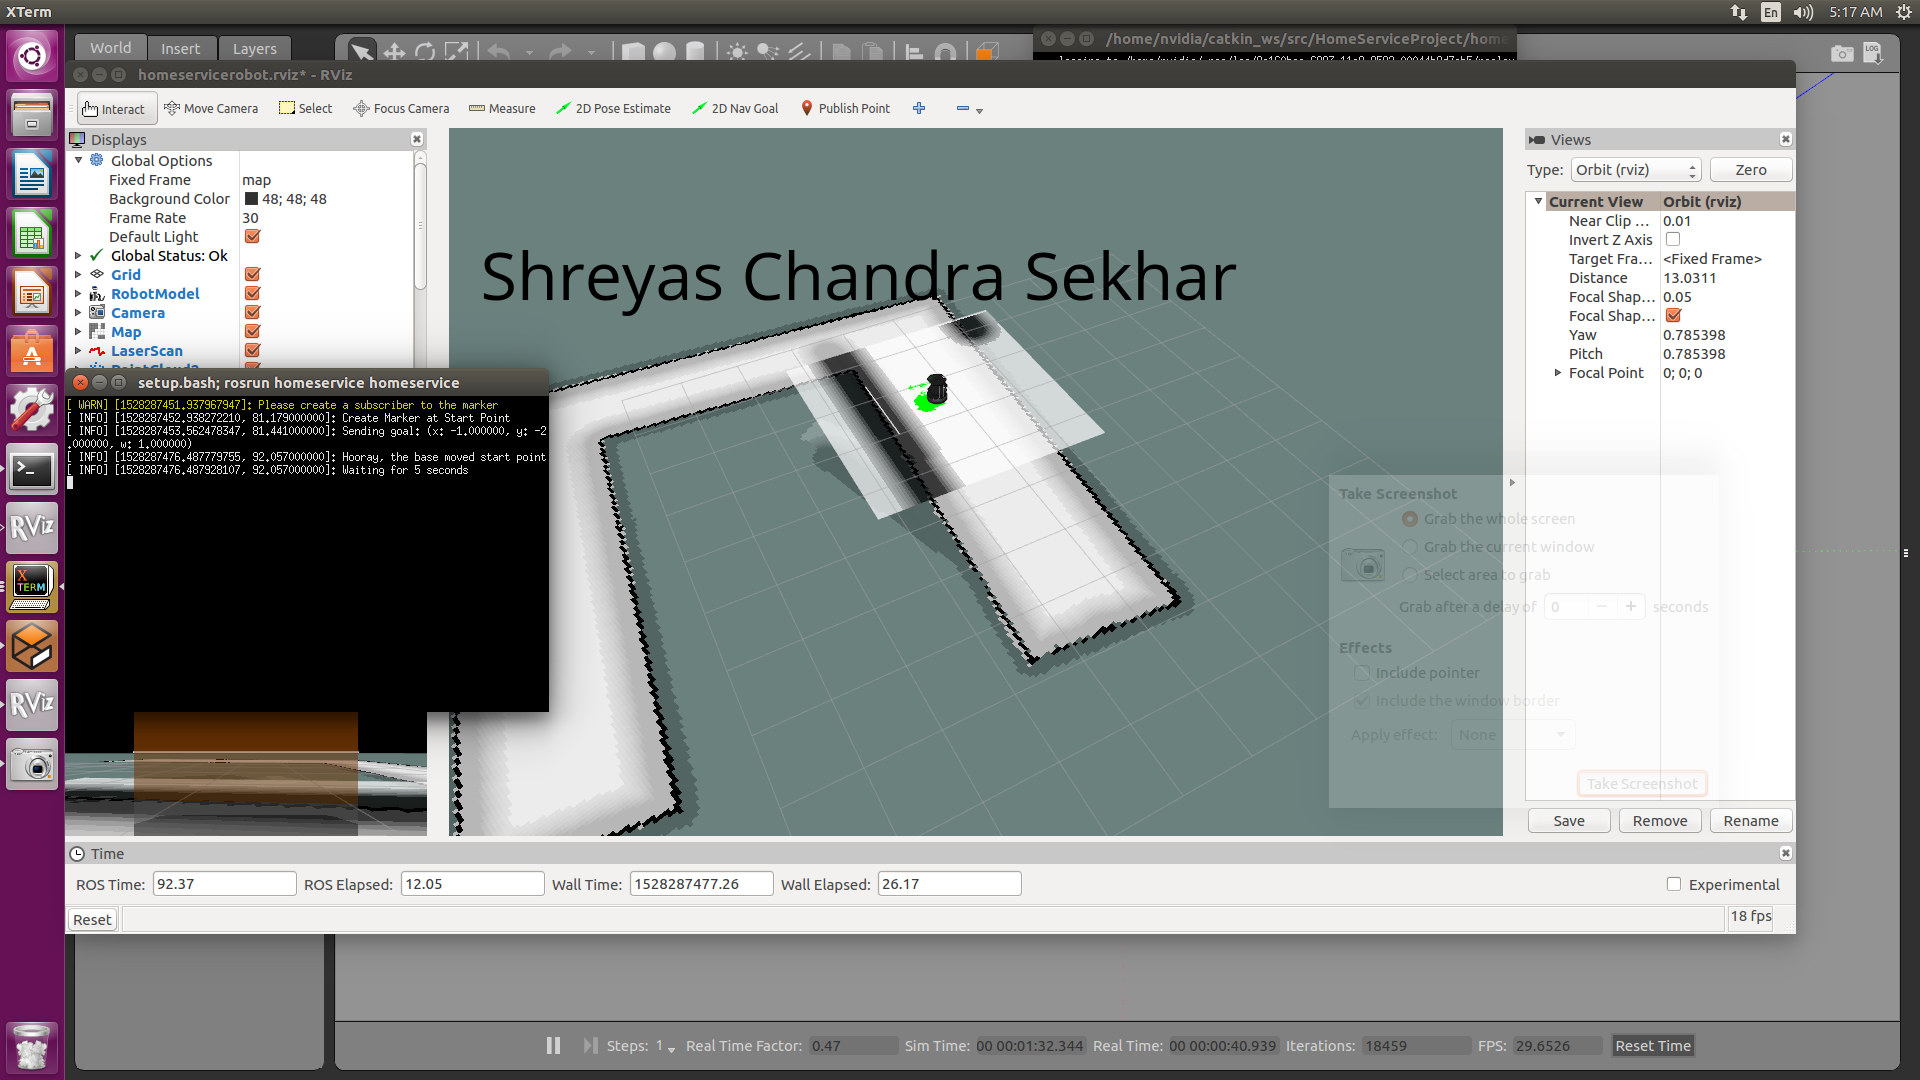 XTerm
En
5:17 AM
World
Insert
Layers
/home/nvidia/catkin_ws/src/HomeServiceProject/home
LOG
homeservicerobot.rviz* - RViz
Interact
Move Camera
Select
Focus Camera
Measure
2D Pose Estimate
2D Nav Goal
Publish Point
Displays
Global Options
Fixed Frame
map
Background Color
48; 48; 48
Frame Rate
30
Default Light
Global Status: Ok
Grid
RobotModel
Camera
Map
LaserScan
Shreyas Chandra Sekhar
setup.bash; rosrun homeservice homeservice
[ WARN] [1528287451.937967947]: Please create a subscriber to the marker
[ INFO] [1528287452.938272210, 81.179000000]: Create Marker at Start Point
[ INFO] [1528287453.562478347, 81.441000000]: Sending goal: (x: -1.000000, y: -2
.000000, w: 1.000000)
[ INFO] [1528287476.487779755, 92.057000000]: Hooray, the base moved start point
[ INFO] [1528287476.487928107, 92.057000000]: Waiting for 5 seconds
Views
Type:
Orbit (rviz)
Zero
Current View
Orbit (rviz)
Near Clip ...
0.01
Invert Z Axis
Target Fra...
<Fixed Frame>
Distance
13.0311
Focal Shap...
0.05
Focal Shap...
Yaw
0.785398
Pitch
0.785398
Focal Point
0; 0; 0
Take Screenshot
Grab the whole screen
Grab the current window
Select area to grab
Grab after a delay of
0
seconds
Effects
Include pointer
Include the window border
Apply effect:
None
Take Screenshot
Save
Remove
Rename
Time
ROS Time:
92.37
ROS Elapsed:
12.05
Wall Time:
1528287477.26
Wall Elapsed:
26.17
Experimental
Reset
18 fps
Steps: 1
Real Time Factor:
0.47
Sim Time:
00 00:01:32.344
Real Time:
00 00:00:40.939
Iterations:
18459
FPS:
29.6526
Reset Time
RViz
X
TERM
RViz